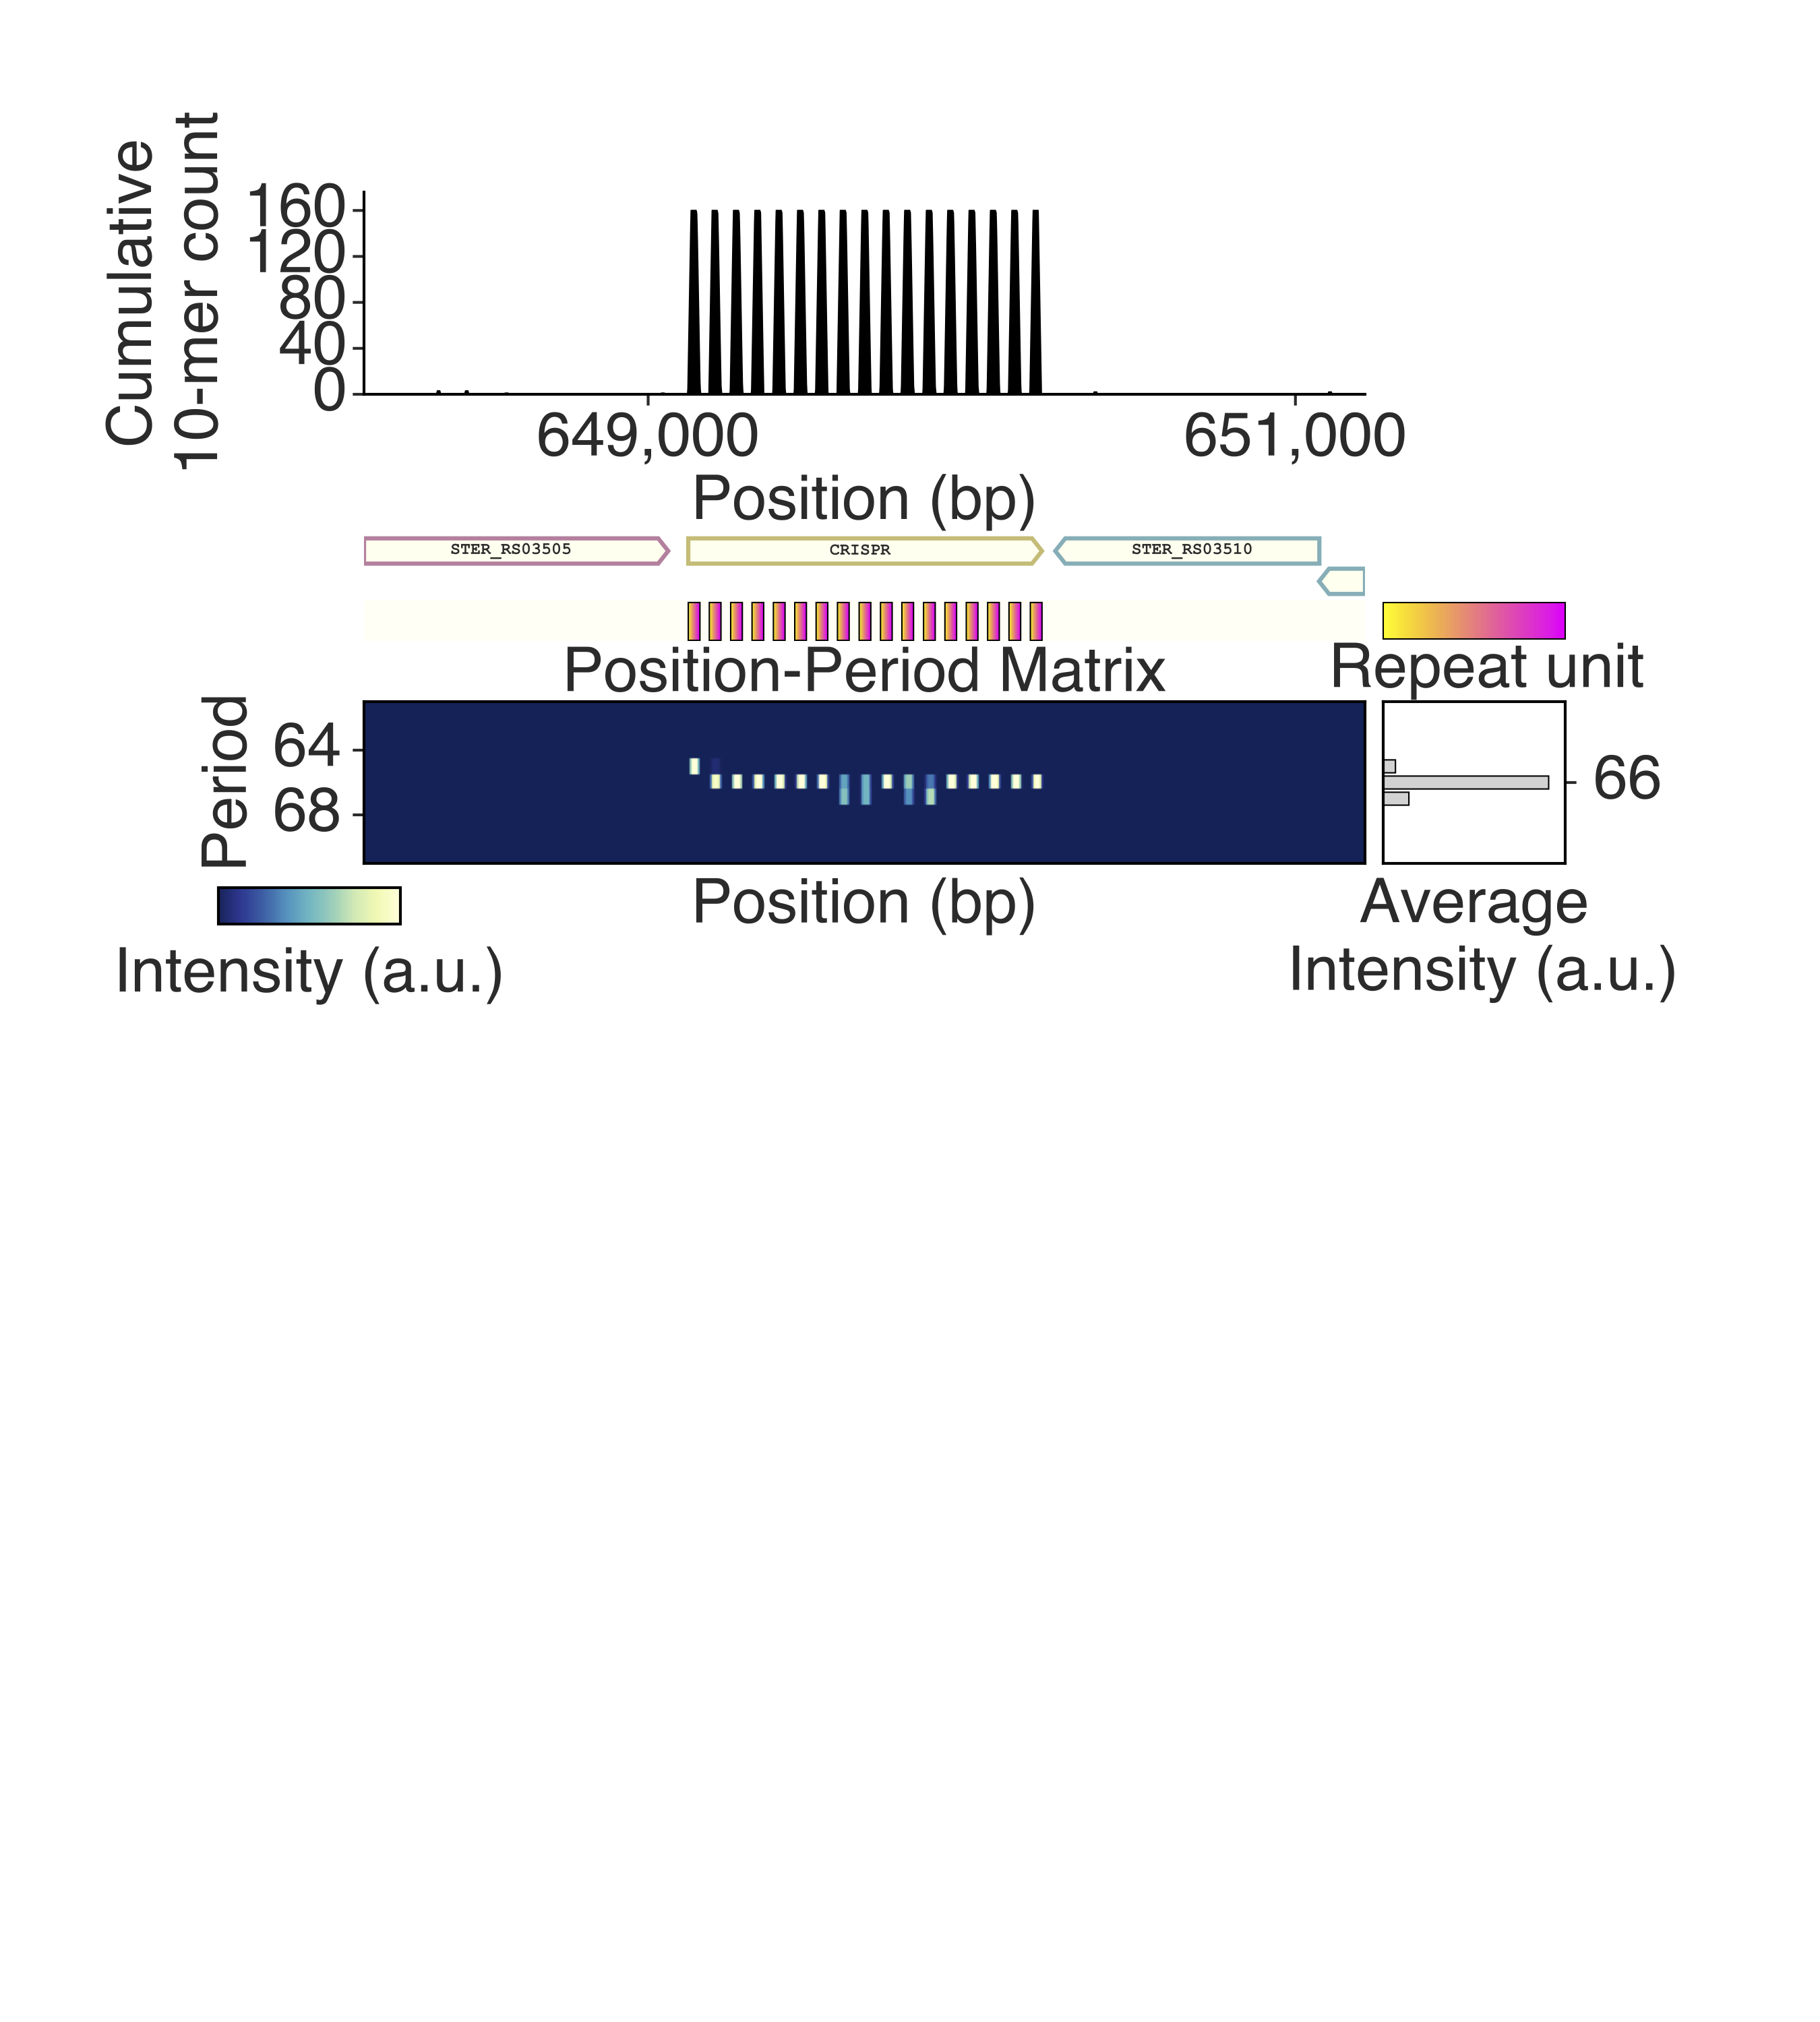 Cumulative
10-mer count
160
120
80
40
0
649,000
651,000
Position (bp)
STER_RS03505
CRISPR
STER_RS03510
Position-Period Matrix
Repeat unit
Period
64
68
66
Position (bp)
Average
Intensity (a.u.)
Intensity (a.u.)